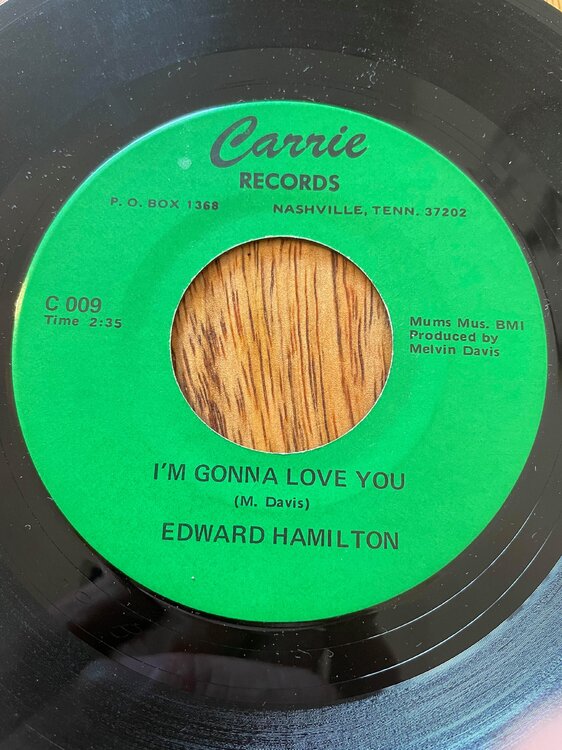 Carrie
RECORDS
P. O. BOX 1368 NASHVILLE, TENN. 37202
C 009
Time 2:35
Mums Mus. BMI
Produced by
Melvin Davis
I'M GONNA LOVE YOU
(M. Davis)
EDWARD HAMILTON